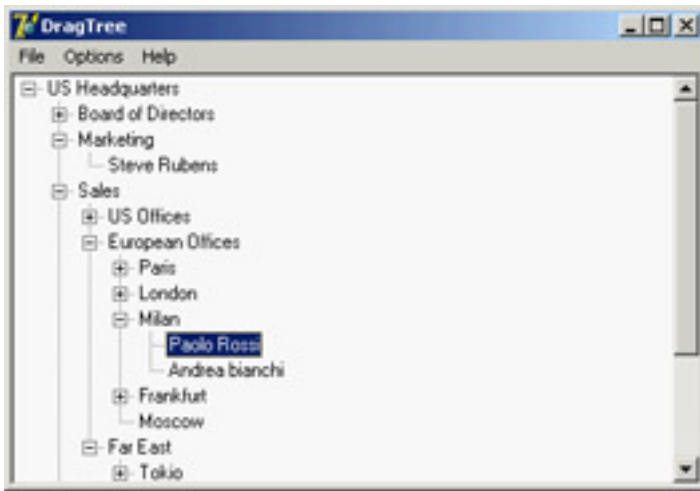 DragTree
File Options Help
US Headquarters
Board of Directors
Marketing
Steve Rubens
Sales
US Offices
European Offices
Paris
London
Milan
Paolo Rossi
Andrea bianchi
Frankfurt
Moscow
Far East
Tokio